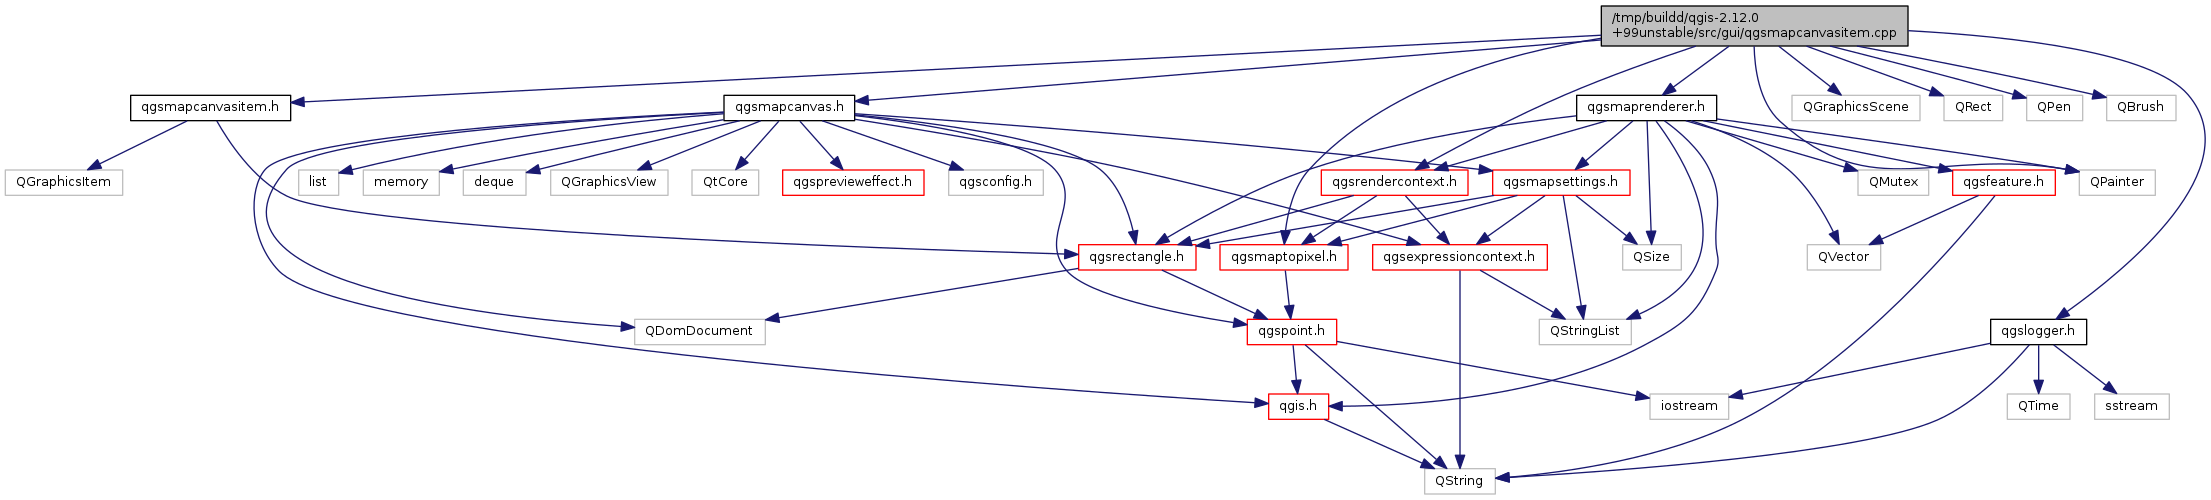 /tmp/buildd/qgis-2.12.0
+99unstable/src/gui/qgsmapcanvasitem.cpp
qgsmapcanvasitem.h
qgsmapcanvas.h
qgsmaprenderer.h
QGraphicsScene
QRect
QPen
QBrush
QGraphicsItem
list
memory
deque
QGraphicsView
QtCore
qgsprevieweffect.h
qgsconfig.h
qgsrendercontext.h
qgsmapsettings.h
QMutex
qgsfeature.h
QPainter
qgsrectangle.h
qgsmaptopixel.h
qgsexpressioncontext.h
QSize
QVector
QDomDocument
qgspoint.h
QStringList
qgslogger.h
qgis.h
iostream
QTime
sstream
QString